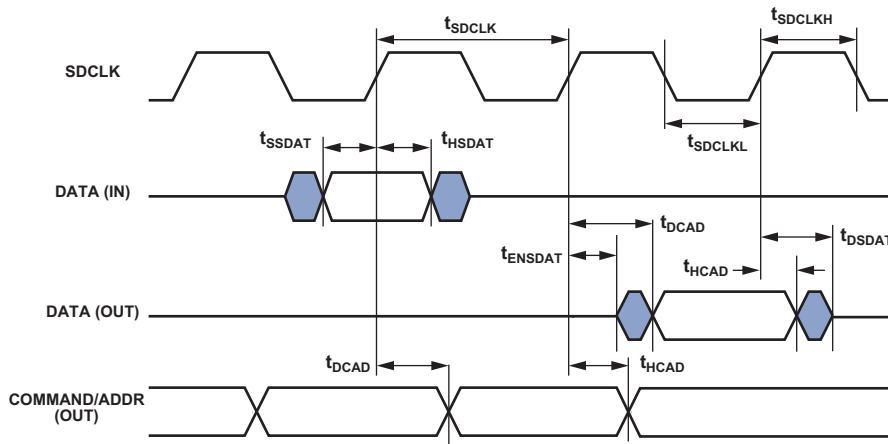 tSDCLK
tSDCLKH
SDCLK
tSSDAT
tHSDAT
tSDCLKL
DATA (IN)
tDCAD
tDSDAT
tENSDAT
tHCAD
DATA (OUT)
tDCAD
tHCAD
COMMAND/ADDR
(OUT)